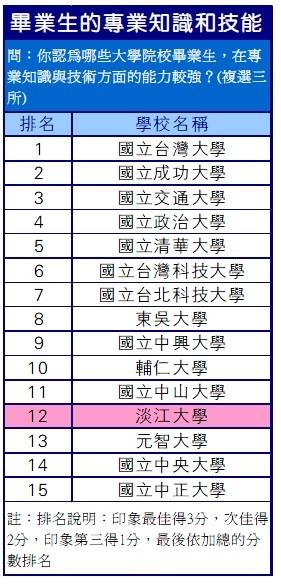 畢業生的專業知識和技能
問：你認為哪些大學院校畢業生，在專
業知識與技術方面的能力較強？(複選三
所)
排名 學校名稱
1 國立台灣大學
2 國立成功大學
3 國立交通大學
4 國立政治大學
5 國立清華大學
6 國立台灣科技大學
7 國立台北科技大學
8 東吳大學
9 國立中興大學
10 輔仁大學
11 國立中山大學
12 淡江大學
13 元智大學
14 國立中央大學
15 國立中正大學
註：排名說明：印象最佳得3分，次佳得
2分，印象第三得1分，最後依加總的分
數排名